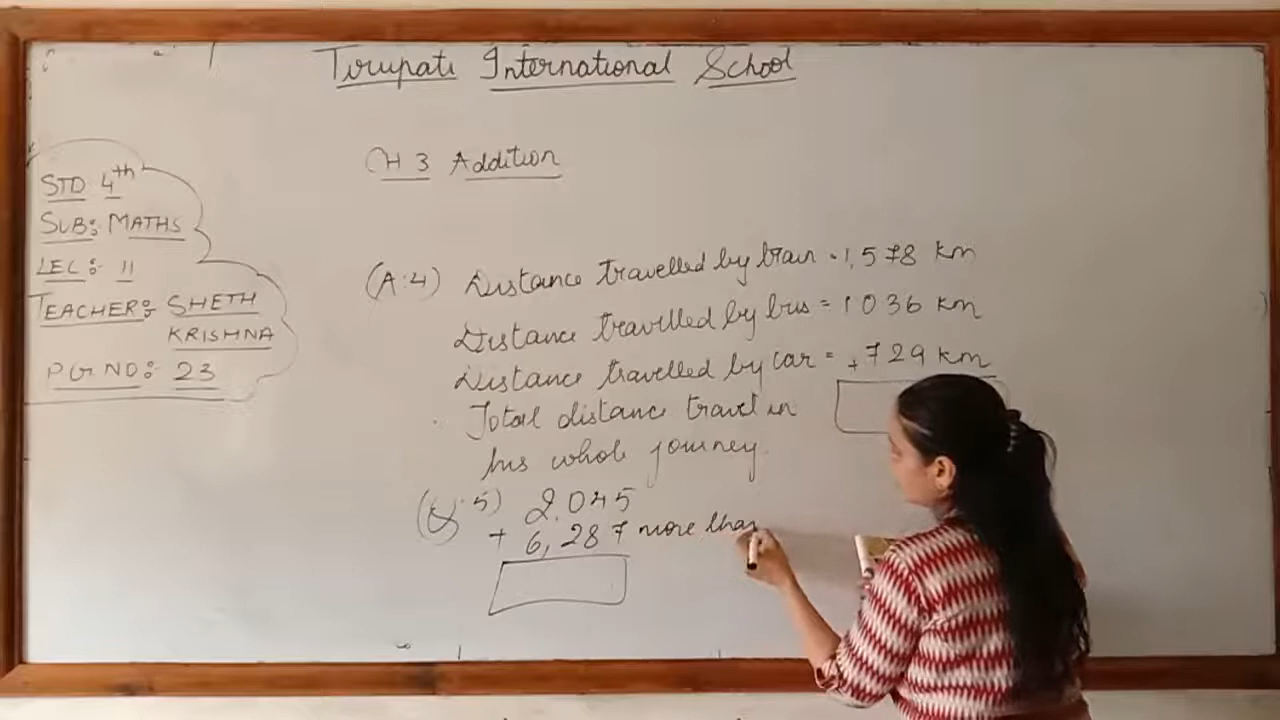 Tirupati International School
CH 3 Addition
STD 4th
SUB: MATHS
LEC: 11
TEACHER: SHETH
KRISHNA
PG NO: 23
(A:4) Distance travelled by train = 1,578 km
Distance travelled by bus = 1036 km
Distance travelled by car = +729 km
Total distance travel in
his whole journey.
(Q:5) 2,045
+ 6,287 more than